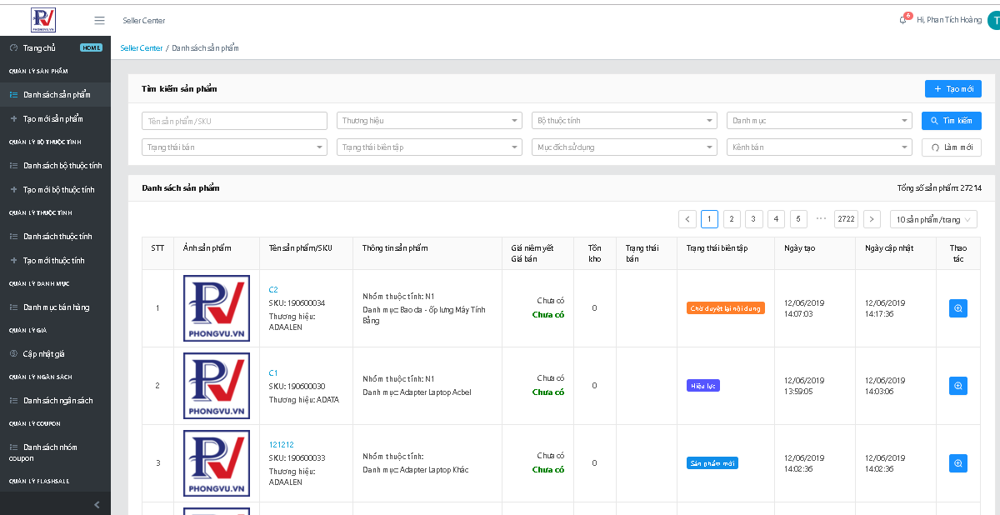 PV
PHONGVU.VN
Seller Center
6
Hi, Phan Tích Hoàng
T
Trang chủ
HOME
QUẢN LÝ SẢN PHẨM
Danh sách sản phẩm
Tạo mới sản phẩm
QUẢN LÝ BỘ THUỘC TÍNH
Danh sách bộ thuộc tính
Tạo mới bộ thuộc tính
QUẢN LÝ THUỘC TÍNH
Danh sách thuộc tính
Tạo mới thuộc tính
QUẢN LÝ DANH MỤC
Danh mục bán hàng
QUẢN LÝ GIÁ
Cập nhật giá
QUẢN LÝ NGÂN SÁCH
Danh sách ngân sách
QUẢN LÝ COUPON
Danh sách nhóm
coupon
QUẢN LÝ FLASHSALE
Seller Center / Danh sách sản phẩm
Tìm kiếm sản phẩm
Tạo mới
Tên sản phẩm/SKU
Thương hiệu
Bộ thuộc tính
Danh mục
Tìm kiếm
Trạng thái bán
Trạng thái biên tập
Mục đích sử dụng
Kênh bán
Làm mới
Danh sách sản phẩm
Tổng số sản phẩm: 27214
1 2 3 4 5 ••• 2722
10 sản phẩm/trang
STT
Ảnh sản phẩm
Tên sản phẩm/SKU
Thông tin sản phẩm
Giá niêm yết
Giá bán
Tồn
kho
Trạng thái
bán
Trạng thái biên tập
Ngày tạo
Ngày cập nhật
Thao
tác
1
PV
PHONGVU.VN
C2
SKU: 190600034
Thương hiệu:
ADAALEN
Nhóm thuộc tính: N1
Danh mục: Bao da - ốp lưng Máy Tính
Bảng
Chưa có
Chưa có
0
Chờ duyệt lại nội dung
12/06/2019
14:07:03
12/06/2019
14:17:36
2
PV
PHONGVU.VN
C1
SKU: 190600030
Thương hiệu: ADATA
Nhóm thuộc tính: N1
Danh mục: Adapter Laptop Acbel
Chưa có
Chưa có
0
Hiệu lực
12/06/2019
13:59:05
12/06/2019
14:03:06
3
PV
PHONGVU.VN
121212
SKU: 190600033
Thương hiệu:
ADAALEN
Nhóm thuộc tính:
Danh mục: Adapter Laptop Khác
Chưa có
Chưa có
0
Sản phẩm mới
12/06/2019
14:02:36
12/06/2019
14:02:36